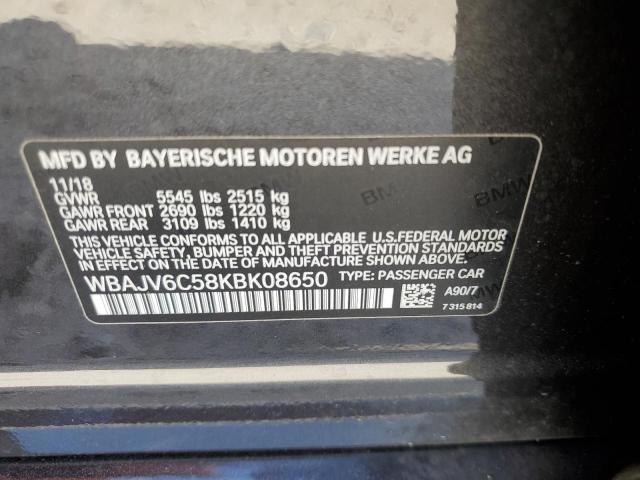 MFD BY BAYERISCHE MOTOREN WERKE AG
11/18
GVWR 5545 lbs 2515 kg
GAWR FRONT 2690 lbs 1220 kg
GAWR REAR 3109 lbs 1410 kg
THIS VEHICLE CONFORMS TO ALL APPLICABLE U.S.FEDERAL MOTOR
VEHICLE SAFETY, BUMPER, AND THEFT PREVENTION STANDARDS
IN EFFECT ON THE DATE OF MANUFACTURE SHOWN ABOVE.
WBAJV6C58KBK08650 TYPE: PASSENGER CAR
A90/7
7 315 814